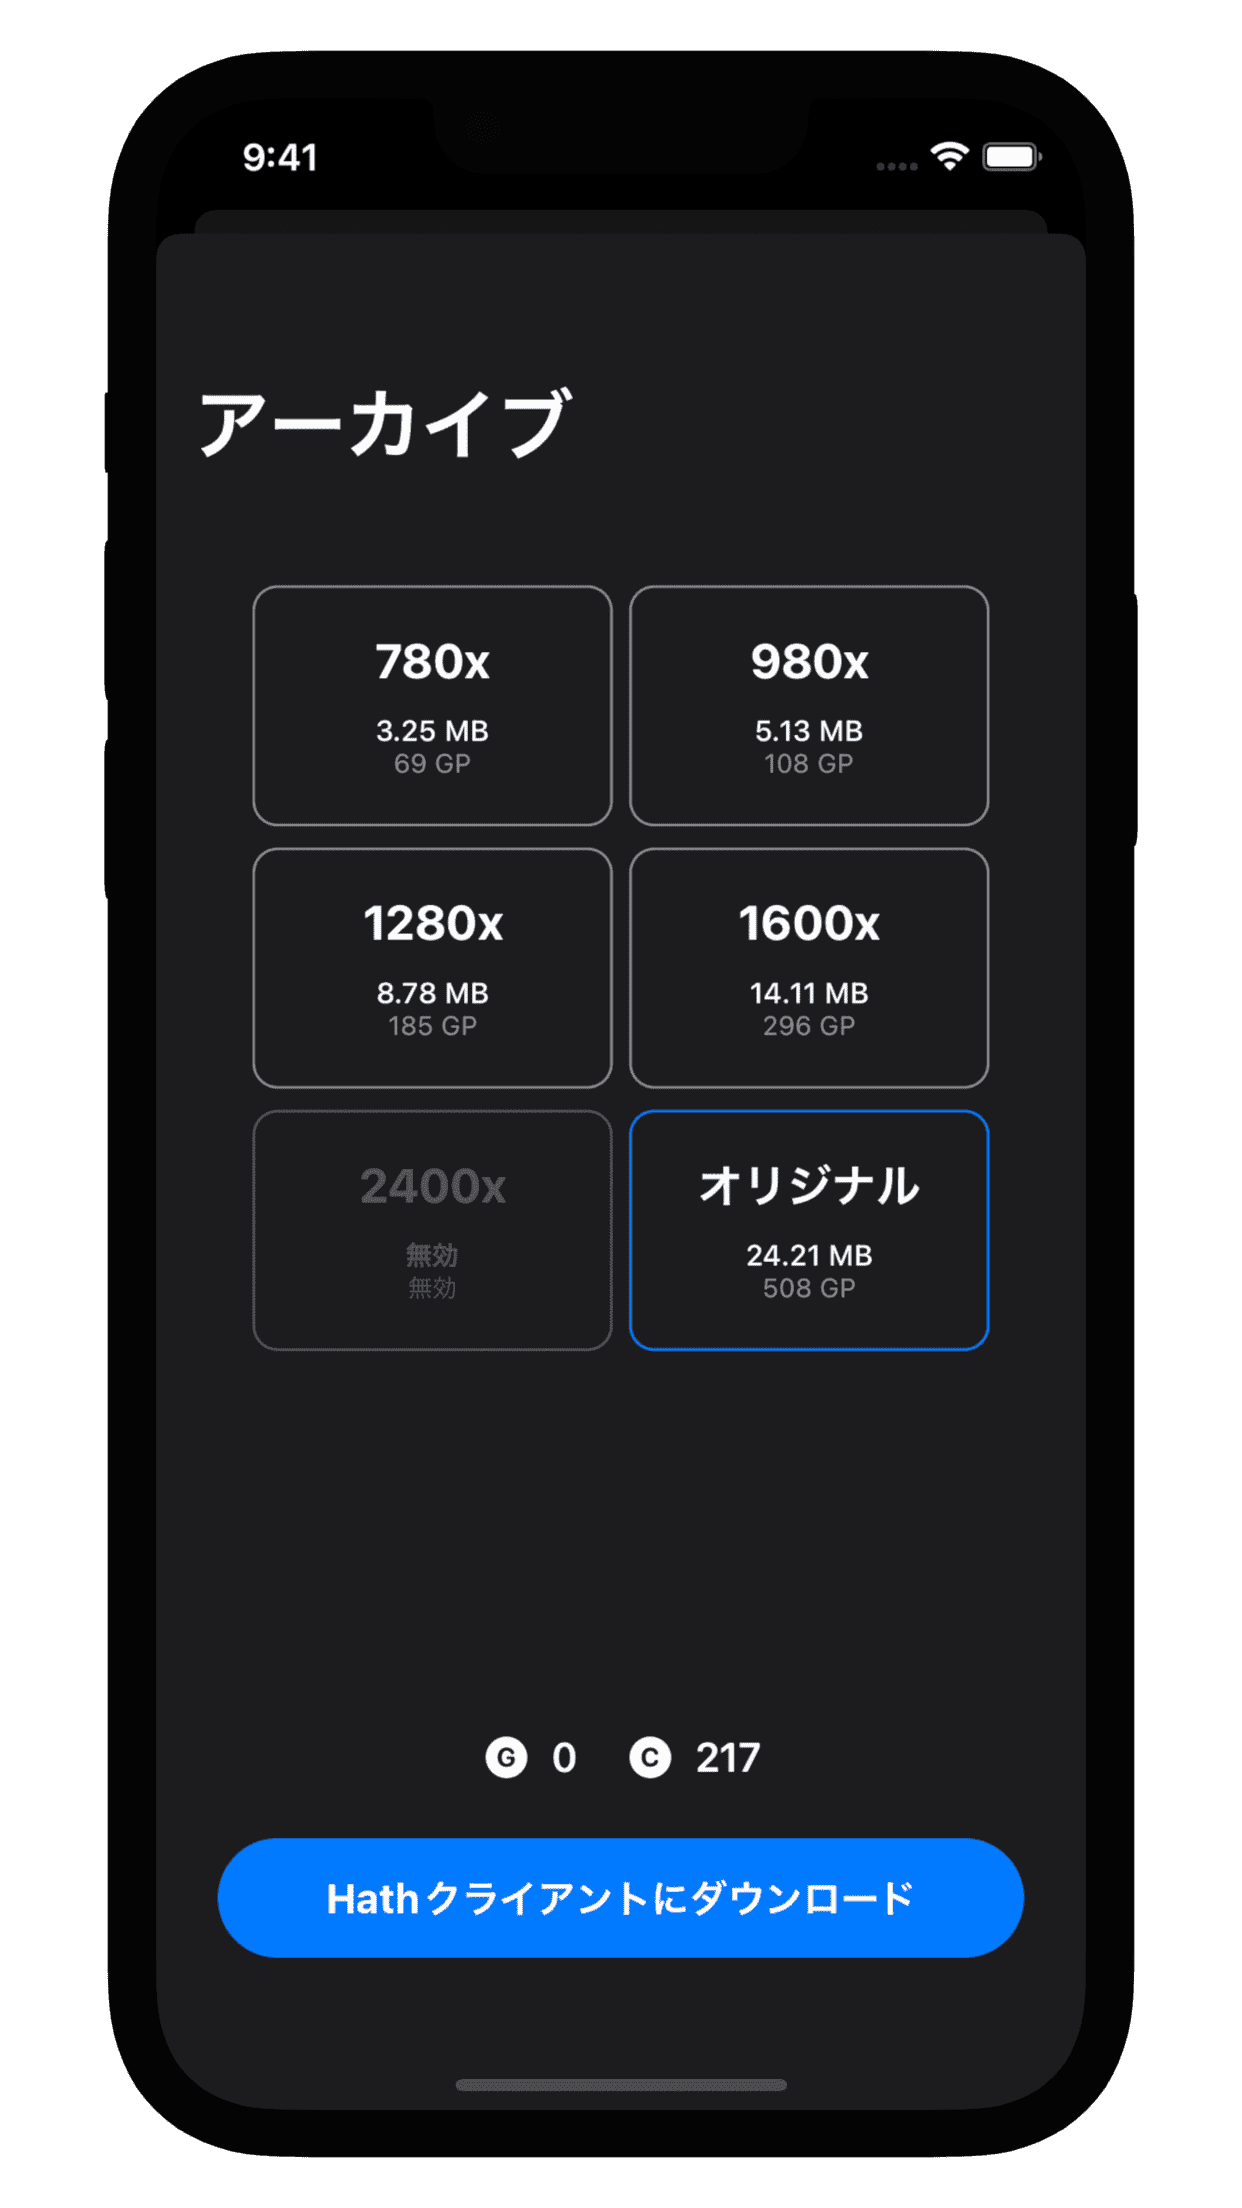 9:41
アーカイブ
780x
3.25 MB
69 GP
980x
5.13 MB
108 GP
1280x
8.78 MB
185 GP
1600x
14.11 MB
296 GP
2400x
無効
無効
オリジナル
24.21 MB
508 GP
G 0 C 217
Hathクライアントにダウンロード